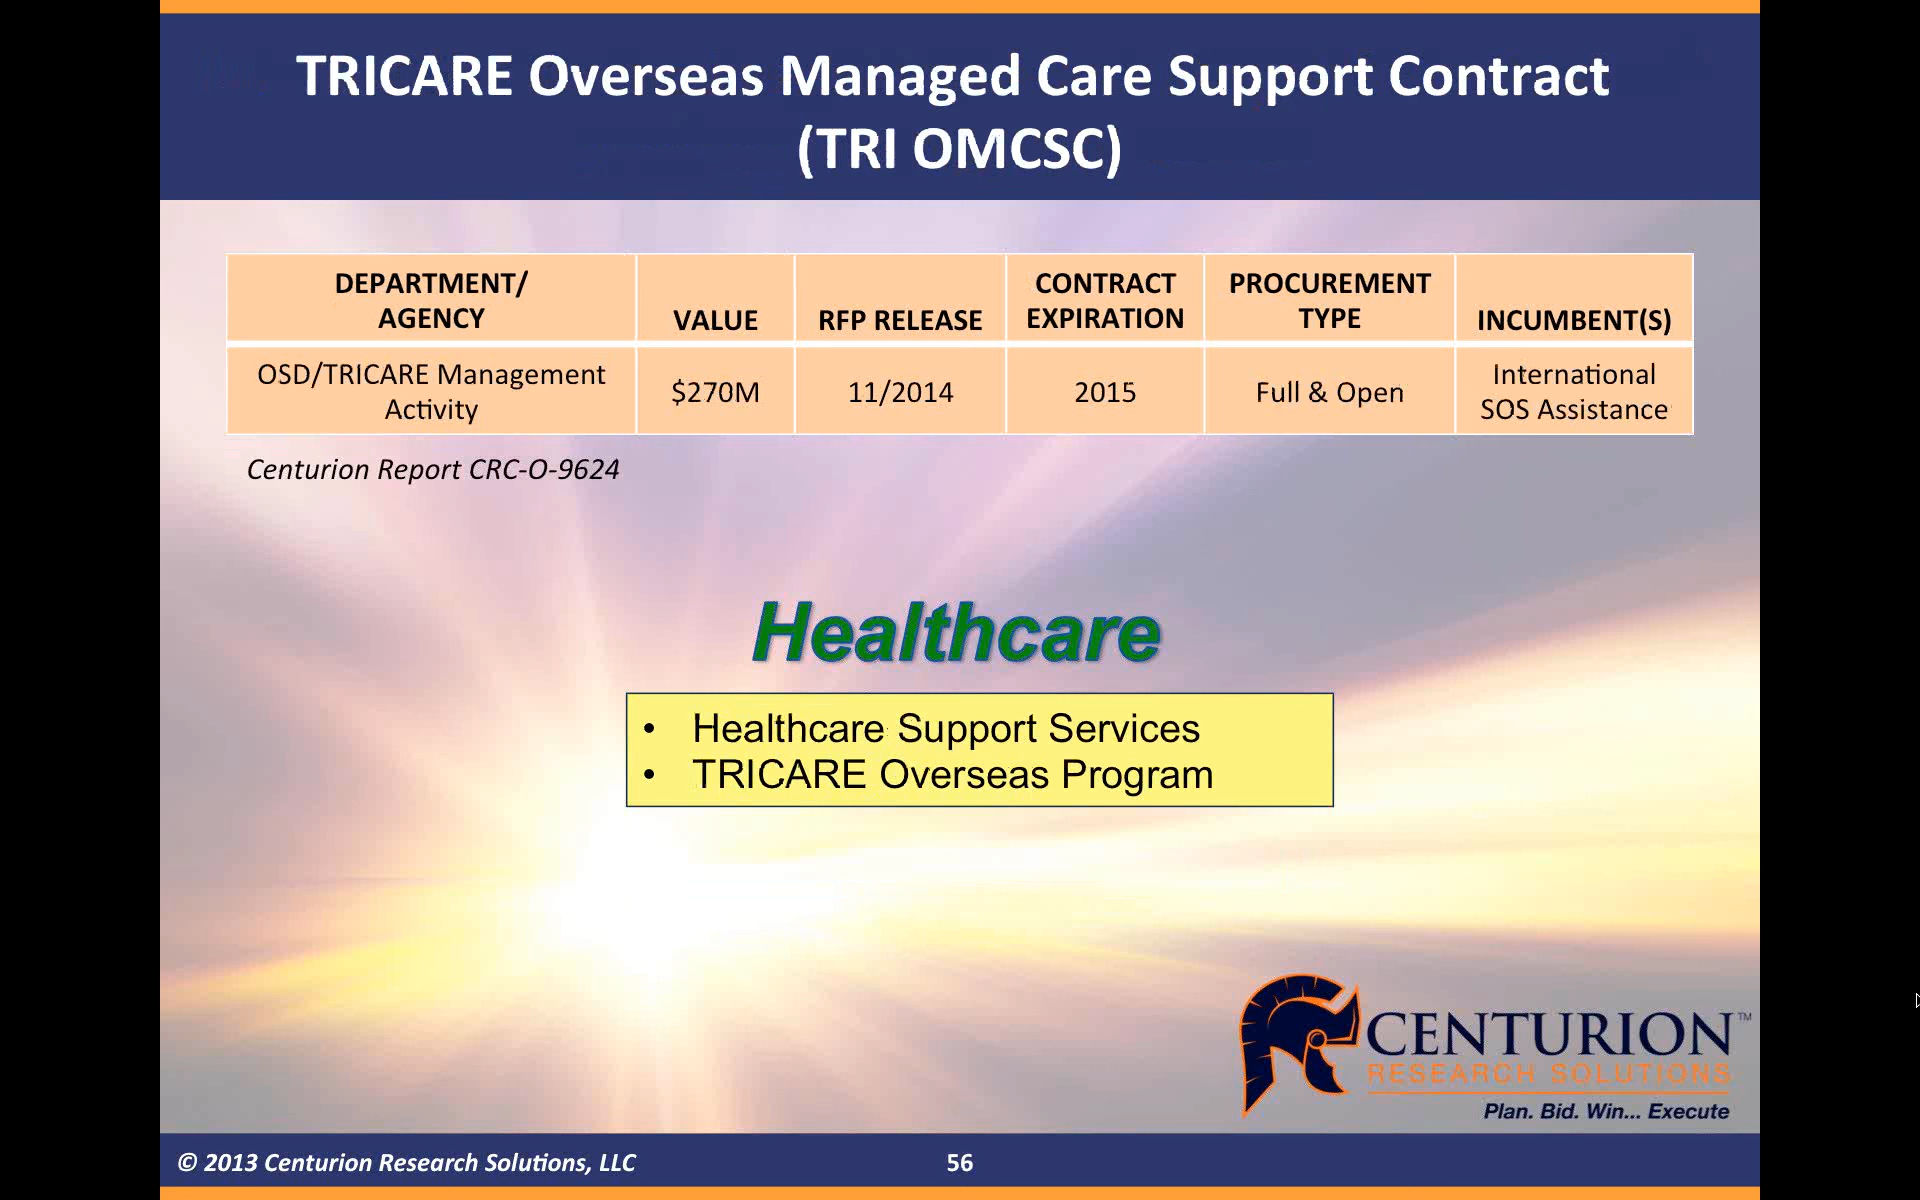 TRICARE Overseas Managed Care Support Contract
(TRI OMCSC)
DEPARTMENT/
AGENCY
VALUE
RFP RELEASE
CONTRACT
EXPIRATION
PROCUREMENT
TYPE
INCUMBENT(S)
OSD/TRICARE Management
Activity
$270M
11/2014
2015
Full & Open
International
SOS Assistance
Centurion Report CRC-O-9624
Healthcare
• Healthcare Support Services
• TRICARE Overseas Program
CENTURION™
RESEARCH SOLUTIONS
Plan. Bid. Win... Execute
© 2013 Centurion Research Solutions, LLC
56